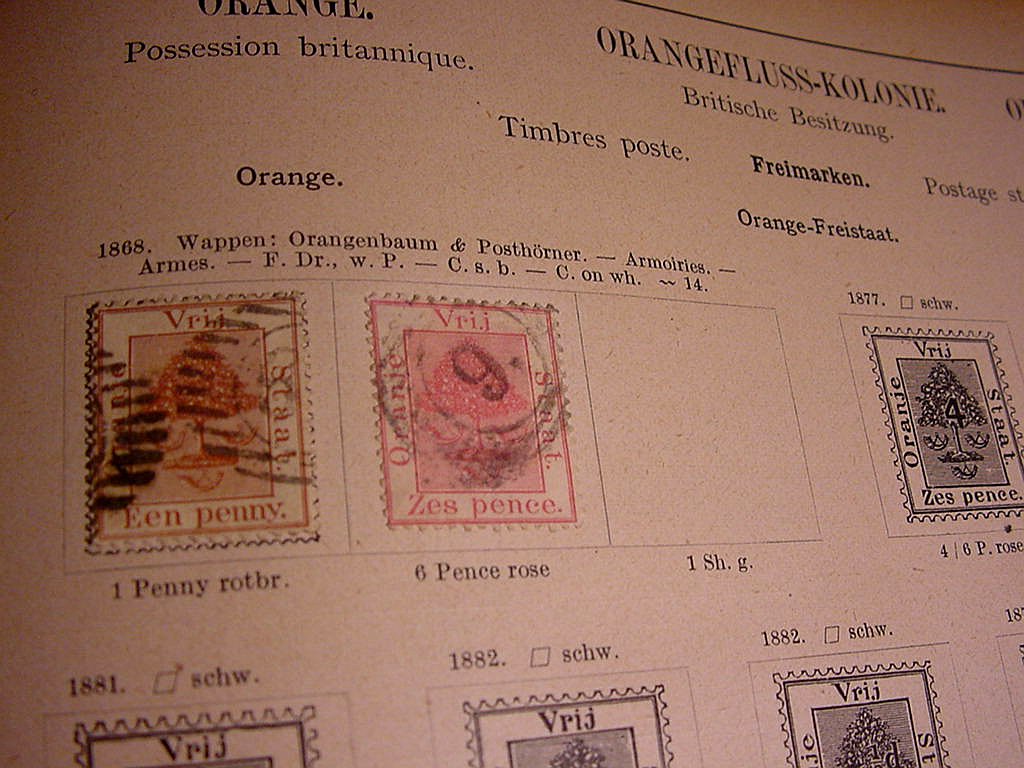 ORANGE.
Possession britannique.
ORANGEFLUSS-KOLONIE.
Britische Besitzung.
Timbres poste.
Freimarken.
Postage
Orange.
Orange-Freistaat.
1868. Wappen: Orangenbaum & Posthörner. — Armoiries. —
Armes. — F. Dr., w. P. — C. s. b. — C. on wh. ~ 14.
Vrij
Staat.
Een penny.
1 Penny rotbr.
Vrij
Oranje
Staat.
9
Zes pence.
6 Pence rose
1 Sh. g.
1877. □ schw.
Vrij
Oranje
Staat.
4
Zes pence.
4 | 6 P. rose
1881. □ schw.
Vrij
1882. □ schw.
Vrij
1882. □ schw.
Vrij
d